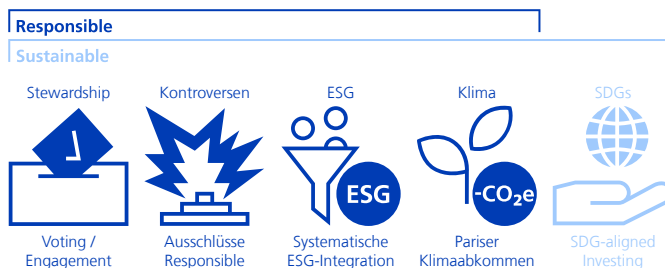 Responsible
Sustainable
Stewardship Kontroversen ESG Klima SDGs
ESG -CO₂e
Voting / Ausschlüsse Systematische Pariser SDG-aligned
Engagement Responsible ESG-Integration Klimaabkommen Investing